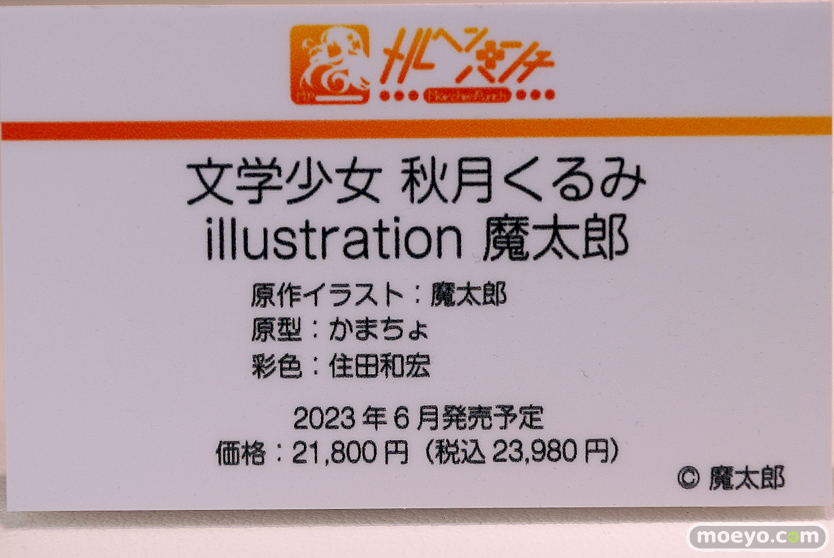 メルヘンパンチ
文学少女 秋月くるみ
illustration 魔太郎
原作イラスト：魔太郎
原型：かまちょ
彩色：住田和宏
2023年6月発売予定
価格：21,800円（税込23,980円）
© 魔太郎
moeyo.com